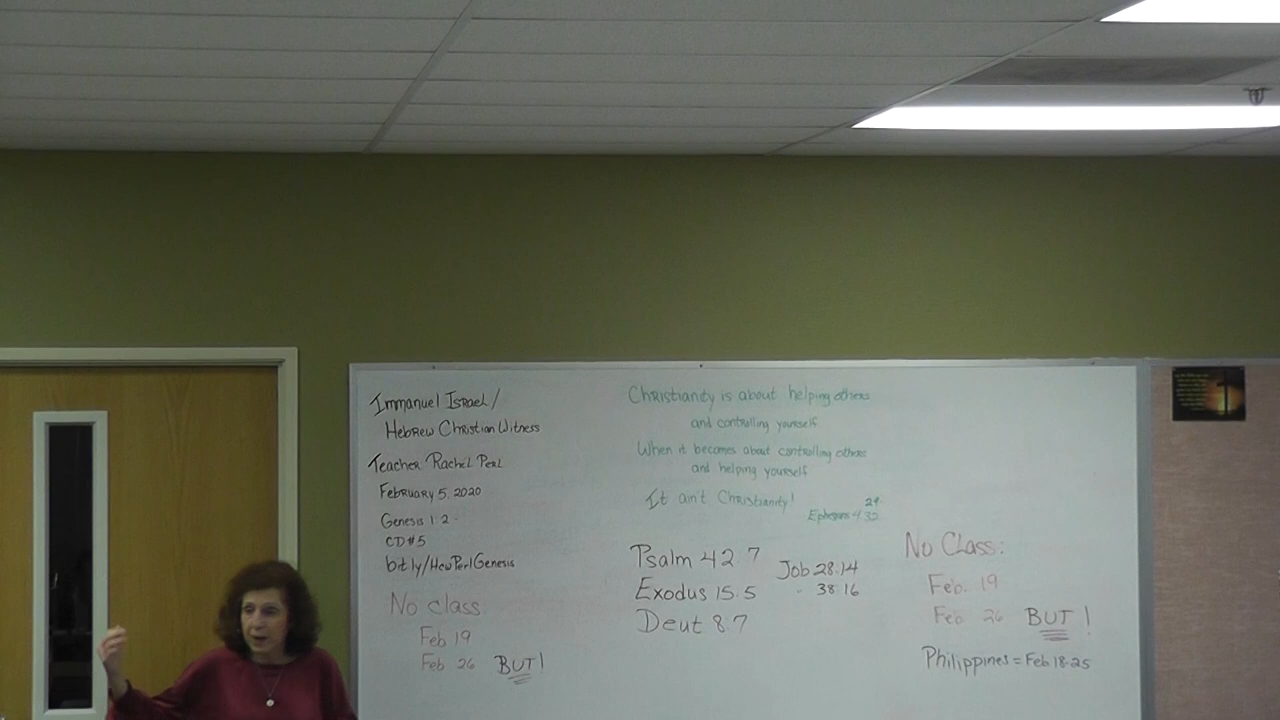 Immanuel Israel/
Hebrew Christian Witness
Teacher Rachel Perl
February 5, 2020
Genesis 1:2
CD#5
bit.ly/HcwPerlGenesis
No class
Feb 19
Feb 26 BUT!
Christianity is about helping others
and controlling yourself
When it becomes about controlling others
and helping yourself
It ain't Christianity!
Ephesians 4 29
32
Psalm 42 7
Exodus 15.5
Deut 8 7
Job 28.14
38.16
No Class:
Feb. 19
Feb 26 BUT!
Philippines = Feb 18-25